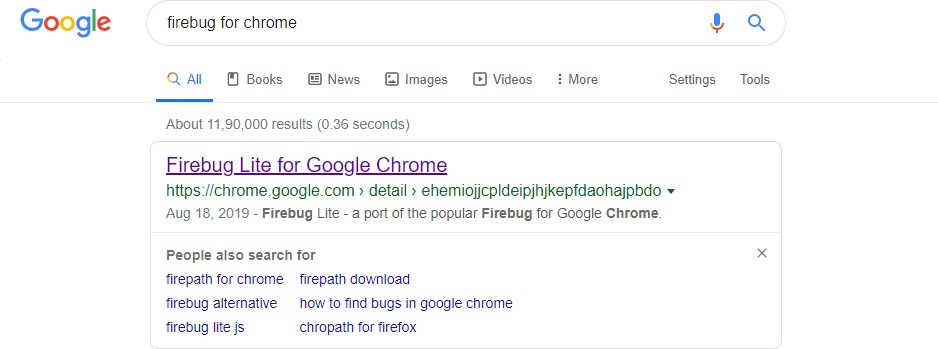 Google
firebug for chrome
All Books News Images Videos More Settings Tools
About 11,90,000 results (0.36 seconds)
Firebug Lite for Google Chrome
https://chrome.google.com › detail › ehemiojjcpldeipjhjkepfdaohajpbdo
Aug 18, 2019 - Firebug Lite - a port of the popular Firebug for Google Chrome.
People also search for
firepath for chrome firepath download
firebug alternative how to find bugs in google chrome
firebug lite js chropath for firefox